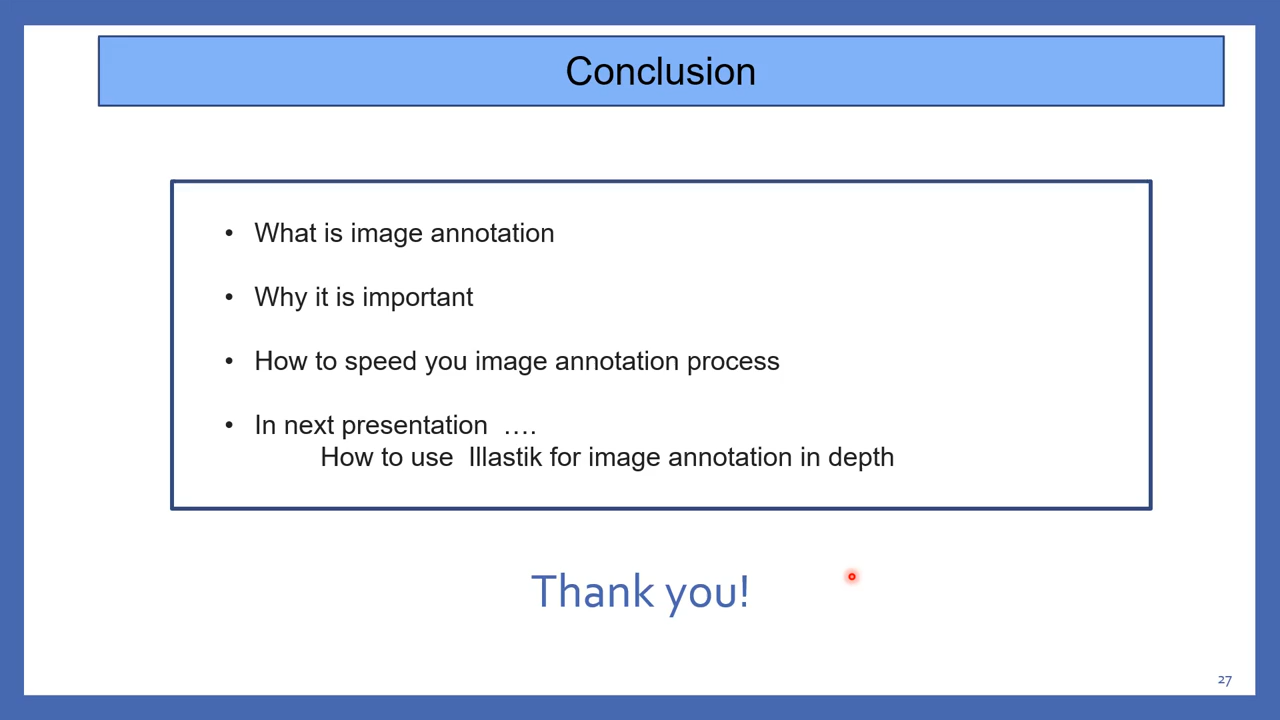 Conclusion
• What is image annotation
• Why it is important
• How to speed you image annotation process
• In next presentation ….
How to use Illastik for image annotation in depth
Thank you!
27